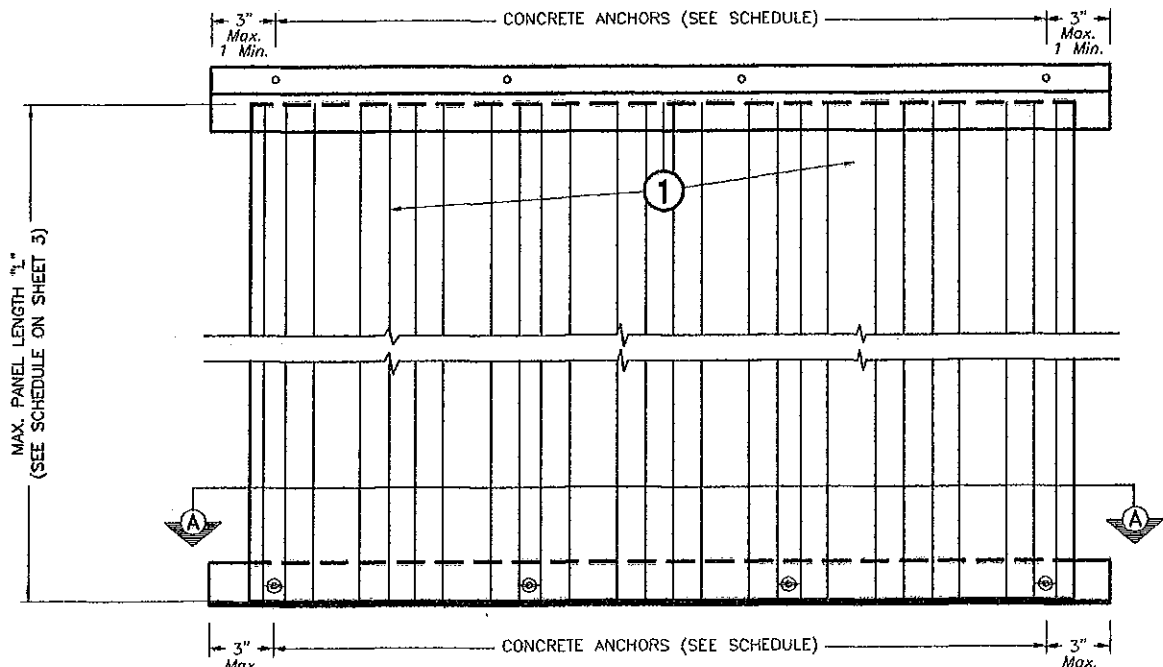 3" CONCRETE ANCHORS (SEE SCHEDULE) 3"
Max. Max.
1 Min. 1 Min.
1
MAX. PANEL LENGTH "L"
(SEE SCHEDULE ON SHEET 3)
A A
3" CONCRETE ANCHORS (SEE SCHEDULE) 3"
Max. Max.